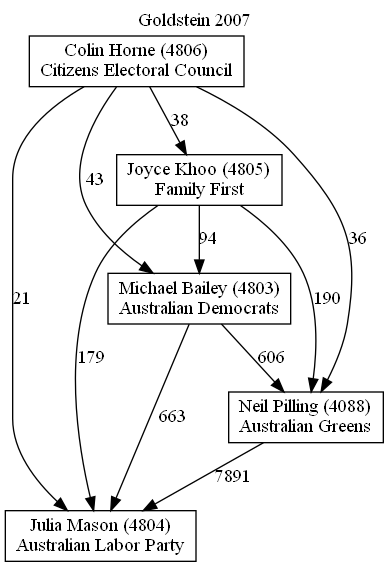 Goldstein 2007
Colin Horne (4806)
Citizens Electoral Council
38
Joyce Khoo (4805)
Family First
43
94
36
Michael Bailey (4803)
Australian Democrats
21
190
179
606
Neil Pilling (4088)
Australian Greens
663
7891
Julia Mason (4804)
Australian Labor Party